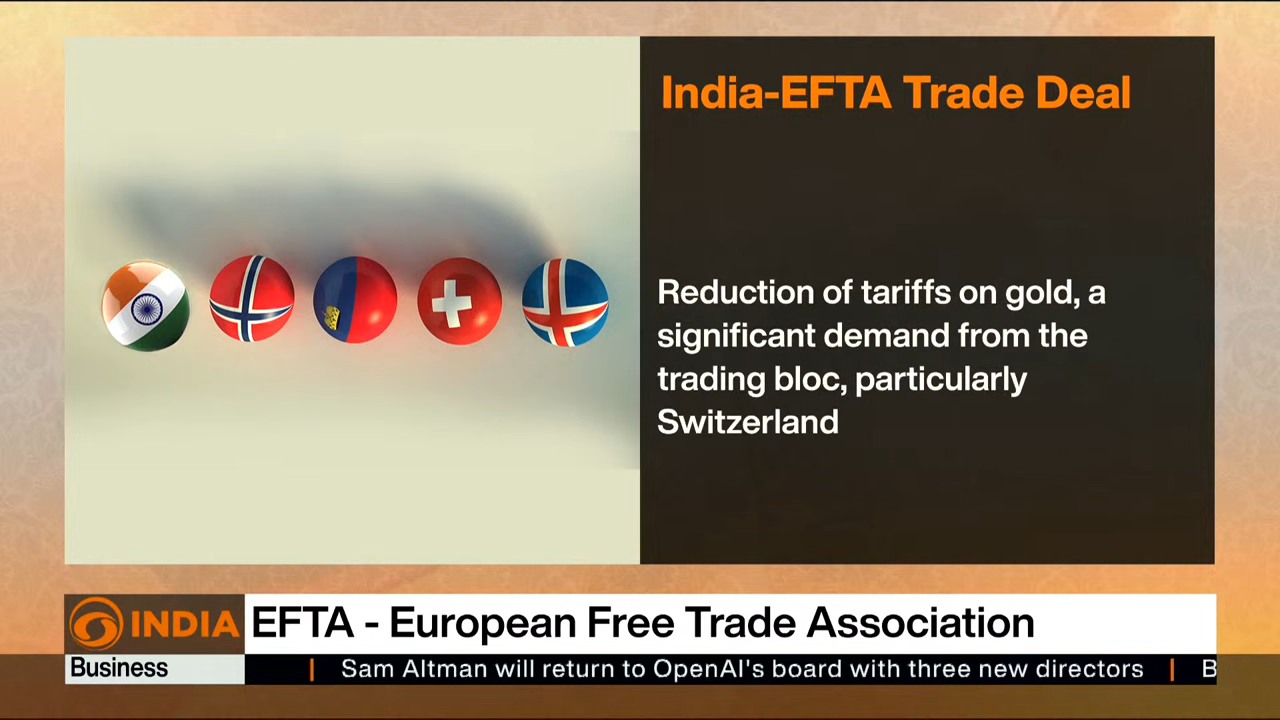 India-EFTA Trade Deal
Reduction of tariffs on gold, a
significant demand from the
trading bloc, particularly
Switzerland
INDIA EFTA - European Free Trade Association
Business | Sam Altman will return to OpenAI's board with three new directors | B